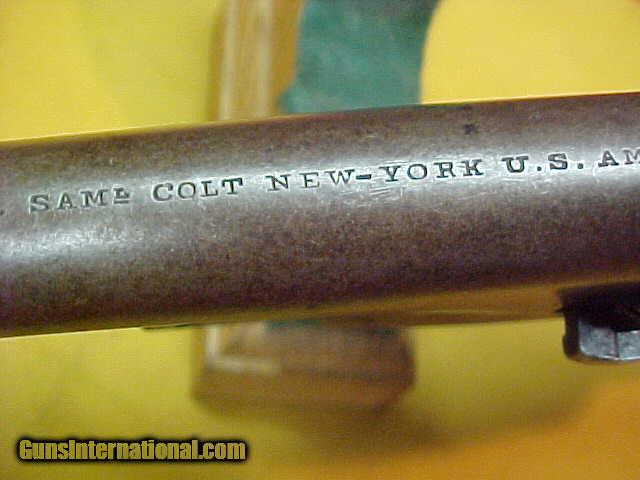 . SAML COLT NEW-YORK U.S. AM
GunsInternational.com